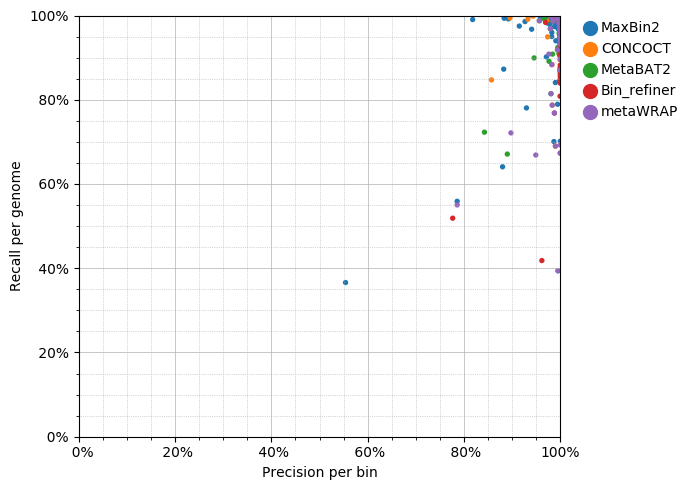 100%
80%
60%
40%
20%
0%
Recall per genome
0%
20%
40%
60%
80%
100%
Precision per bin
MaxBin2
CONCOCT
MetaBAT2
Bin_refiner
metaWRAP